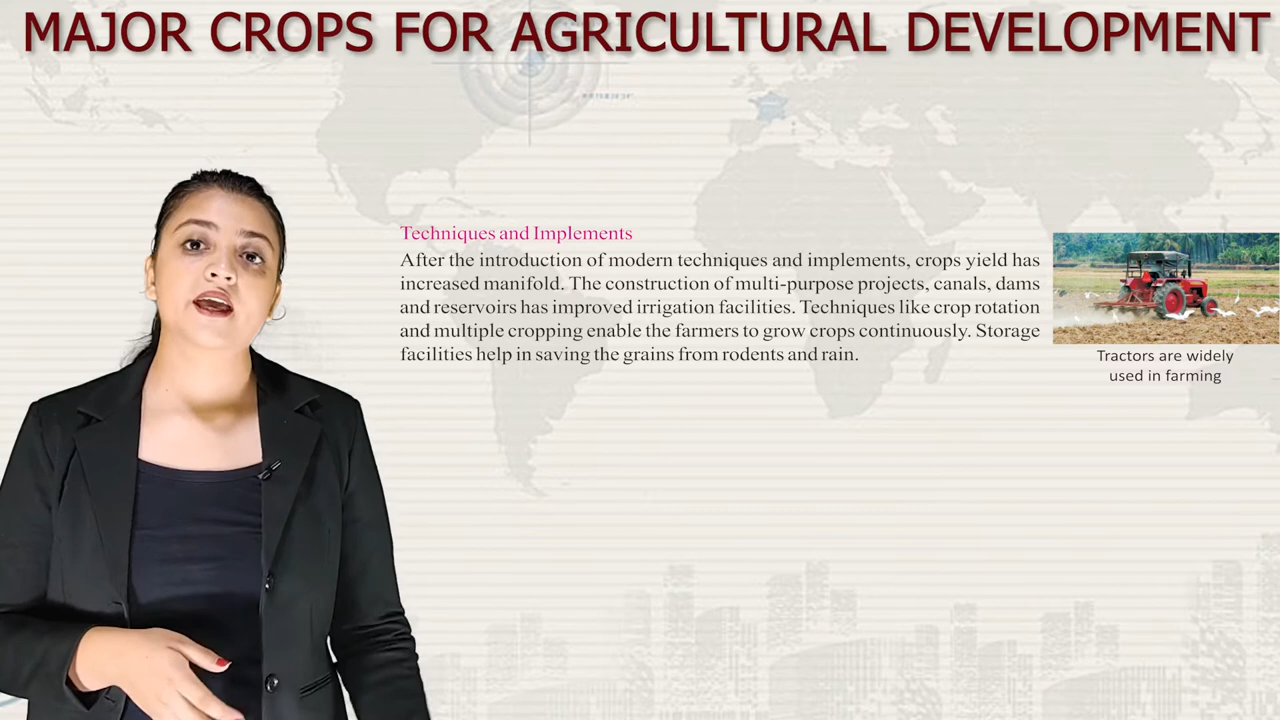 MAJOR CROPS FOR AGRICULTURAL DEVELOPMENT
Techniques and Implements
After the introduction of modern techniques and implements, crops yield has
increased manifold. The construction of multi-purpose projects, canals, dams
and reservoirs has improved irrigation facilities. Techniques like crop rotation
and multiple cropping enable the farmers to grow crops continuously. Storage
facilities help in saving the grains from rodents and rain.
Tractors are widely
used in farming